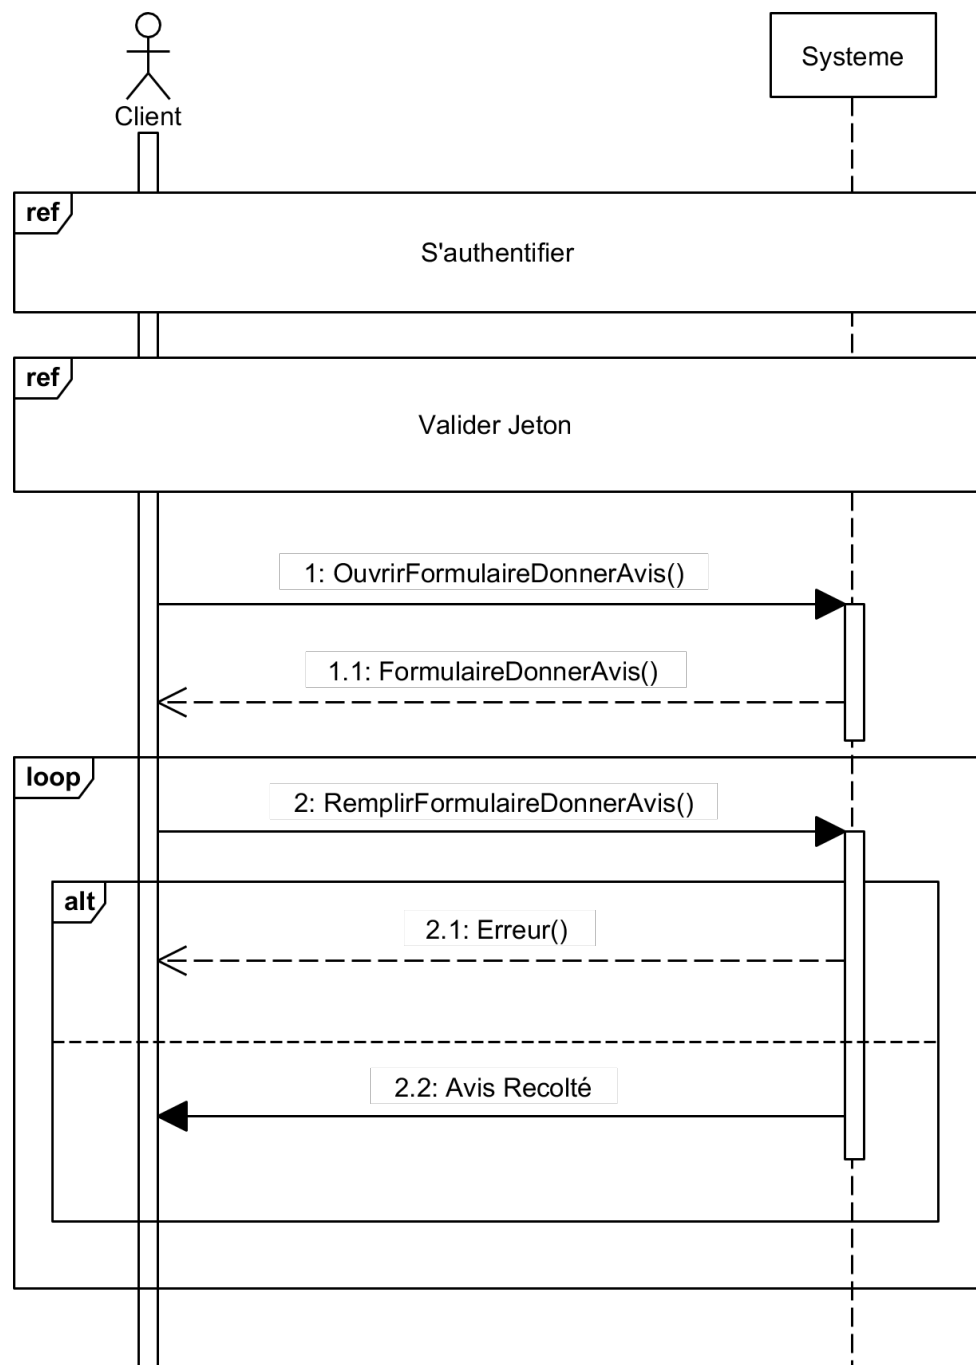 Systeme
Client
ref
S'authentifier
ref
Valider Jeton
1: OuvrirFormulaireDonnerAvis()
1.1: FormulaireDonnerAvis()
loop
2: RemplirFormulaireDonnerAvis()
alt
2.1: Erreur()
2.2: Avis Recolté